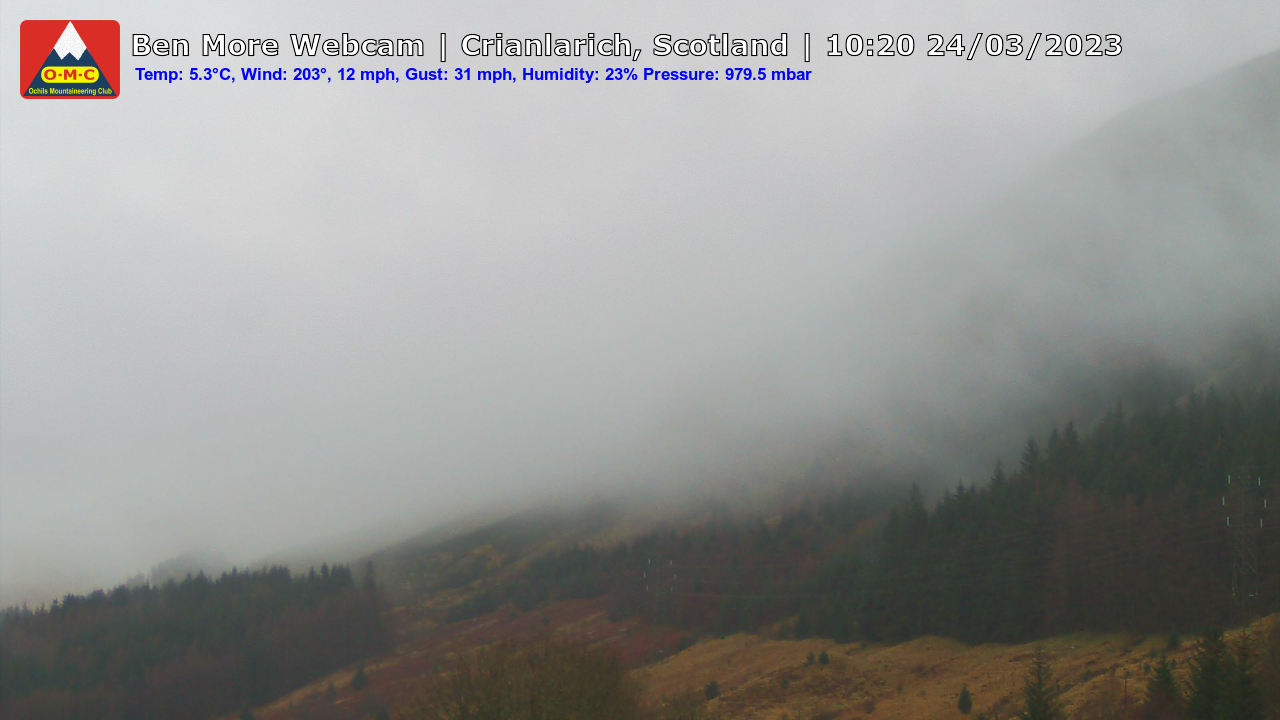 Ben More Webcam | Crianlarich, Scotland | 10:20 24/03/2023
Temp: 5.3°C, Wind: 203°, 12 mph, Gust: 31 mph, Humidity: 23% Pressure: 979.5 mbar
O·M·C
Ochils Mountaineering Club